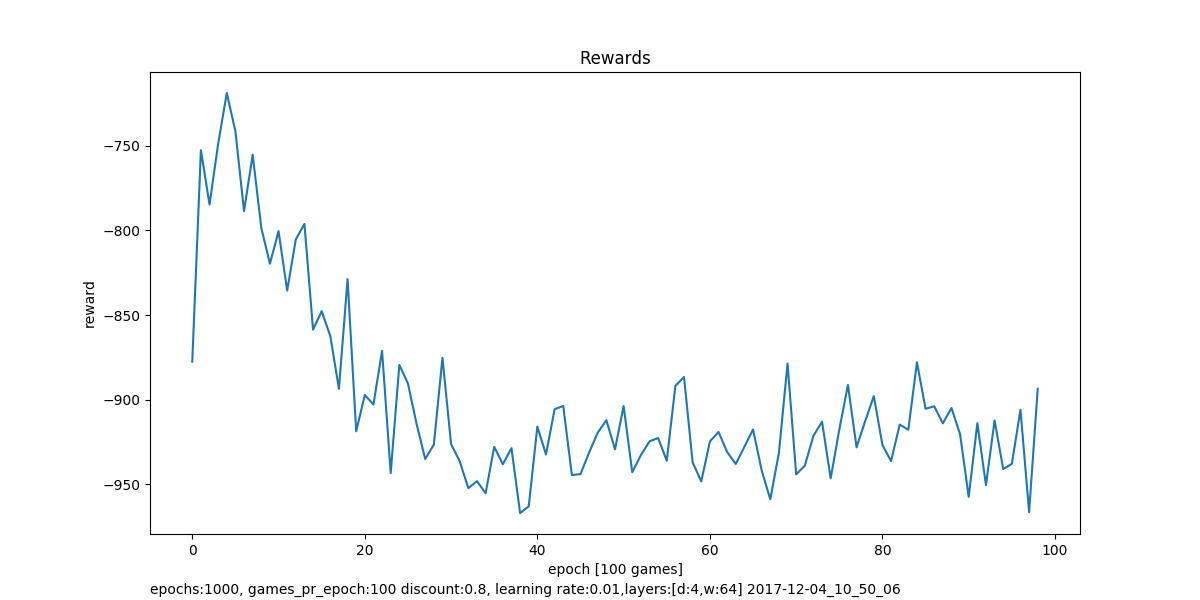 Rewards
−750
−800
−850
−900
−950
reward
0 20 40 60 80 100
epoch [100 games]
epochs:1000, games_pr_epoch:100 discount:0.8, learning rate:0.01,layers:[d:4,w:64] 2017-12-04_10_50_06